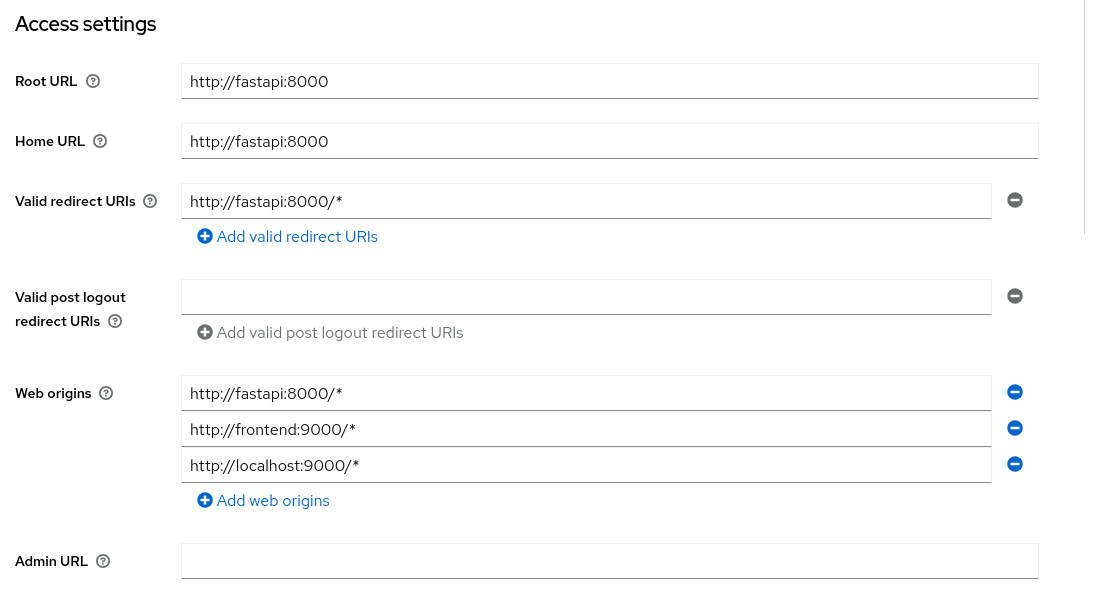 Access settings
Root URL
http://fastapi:8000
Home URL
http://fastapi:8000
Valid redirect URIs
http://fastapi:8000/*
Add valid redirect URIs
Valid post logout
redirect URIs
Add valid post logout redirect URIs
Web origins
http://fastapi:8000/*
http://frontend:9000/*
http://localhost:9000/*
Add web origins
Admin URL